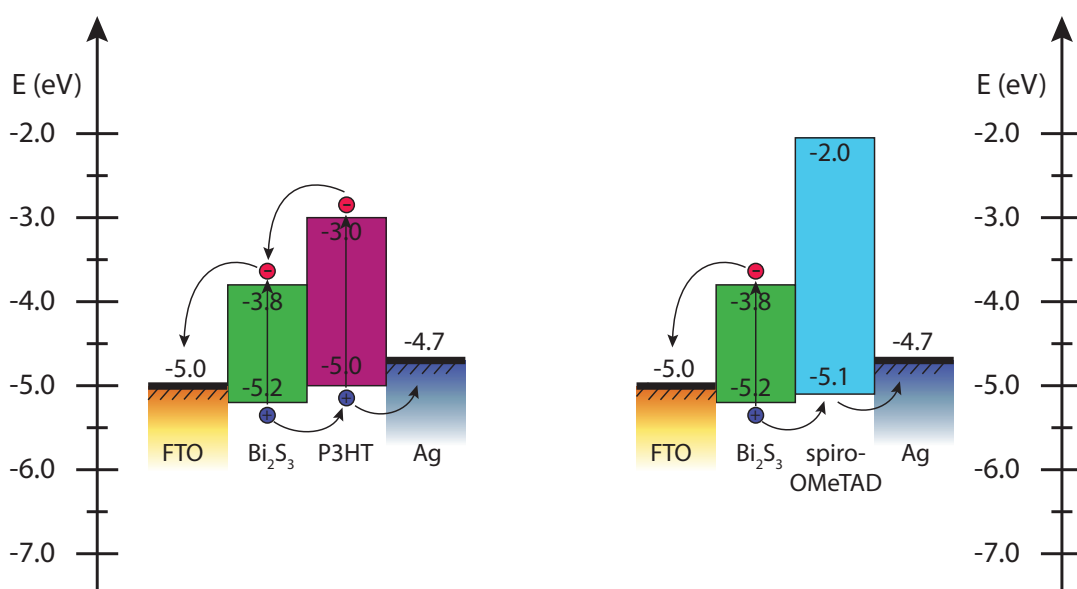 E (eV)
-2.0
-3.0
-4.0
-5.0
-6.0
-7.0
-3.0
-3.8
-5.0
-5.0
-5.2
-4.7
+
+
FTO
Bi₂S₃
P3HT
Ag
-2.0
-3.8
-5.0
-5.2
-5.1
-4.7
+
FTO
Bi₂S₃
spiro-
OMeTAD
Ag
E (eV)
-2.0
-3.0
-4.0
-5.0
-6.0
-7.0